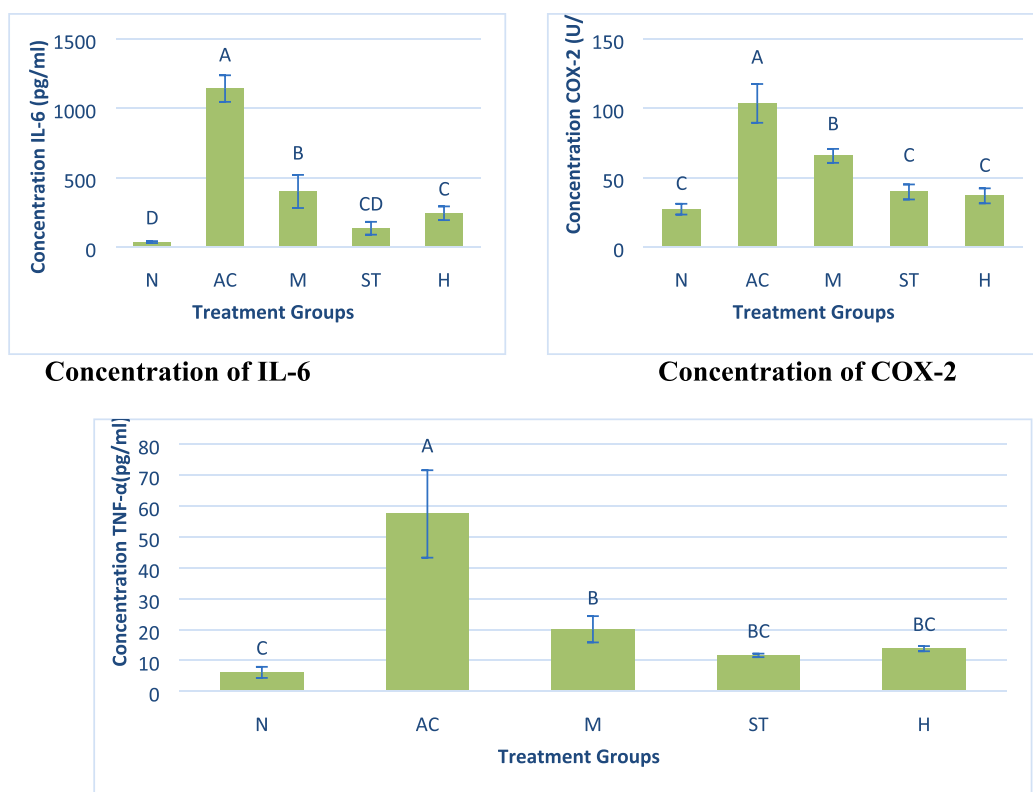 Concentration IL-6 (pg/ml)
1500
1000
500
0
A
B
C
CD
D
N AC M ST H
Treatment Groups
Concentration of IL-6
Concentration COX-2 (U/
150
100
50
0
A
B
C
C
C
N AC M ST H
Treatment Groups
Concentration of COX-2
Concentration TNF-α(pg/ml)
80
70
60
50
40
30
20
10
0
A
B
BC
BC
C
N AC M ST H
Treatment Groups